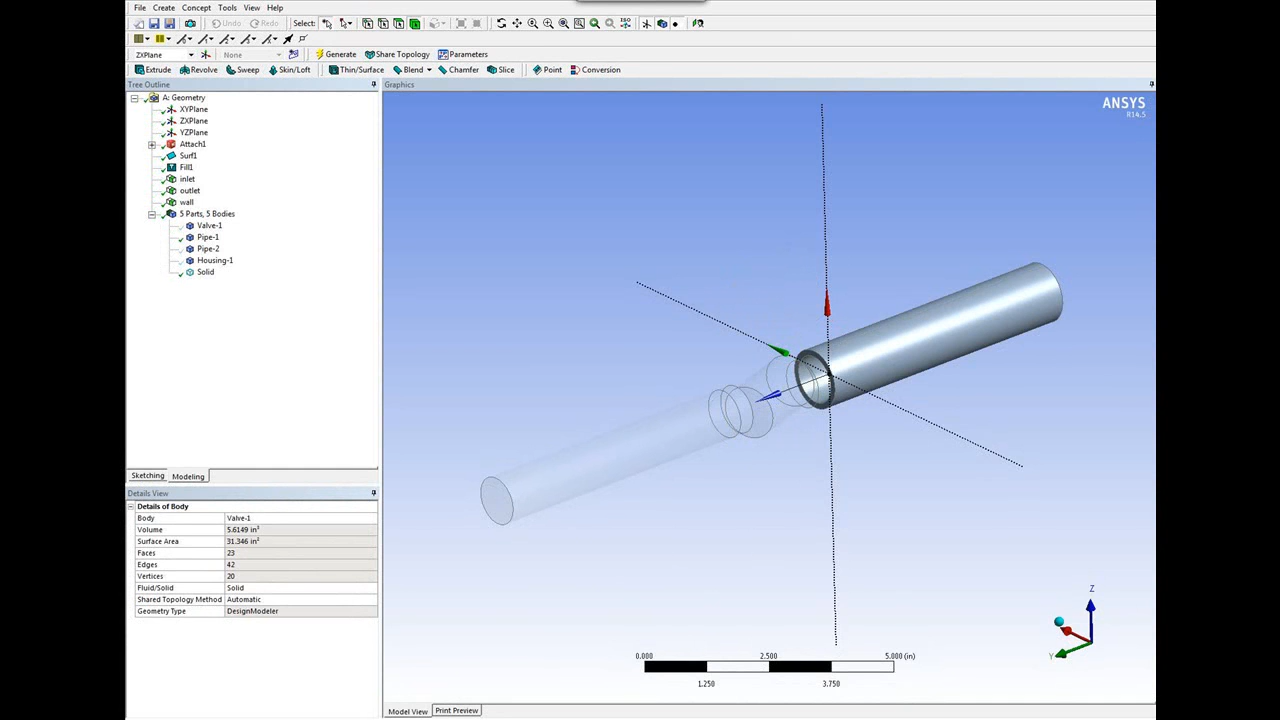 File Create Concept Tools View Help
Undo Redo Select: ISO
ZXPlane None Generate Share Topology Parameters
Extrude Revolve Sweep Skin/Loft Thin/Surface Blend Chamfer Slice Point Conversion
Tree Outline
A: Geometry
XYPlane
ZXPlane
YZPlane
Attach1
Surf1
Fill1
inlet
outlet
wall
5 Parts, 5 Bodies
Valve-1
Pipe-1
Pipe-2
Housing-1
Solid
Sketching Modeling
Details View
Details of Body
Body Valve-1
Volume 5.6149 in³
Surface Area 31.346 in²
Faces 23
Edges 42
Vertices 20
Fluid/Solid Solid
Shared Topology Method Automatic
Geometry Type DesignModeler
Graphics
ANSYS
R14.5
Z
Y
0.000 2.500 5.000 (in)
1.250 3.750
Model View Print Preview